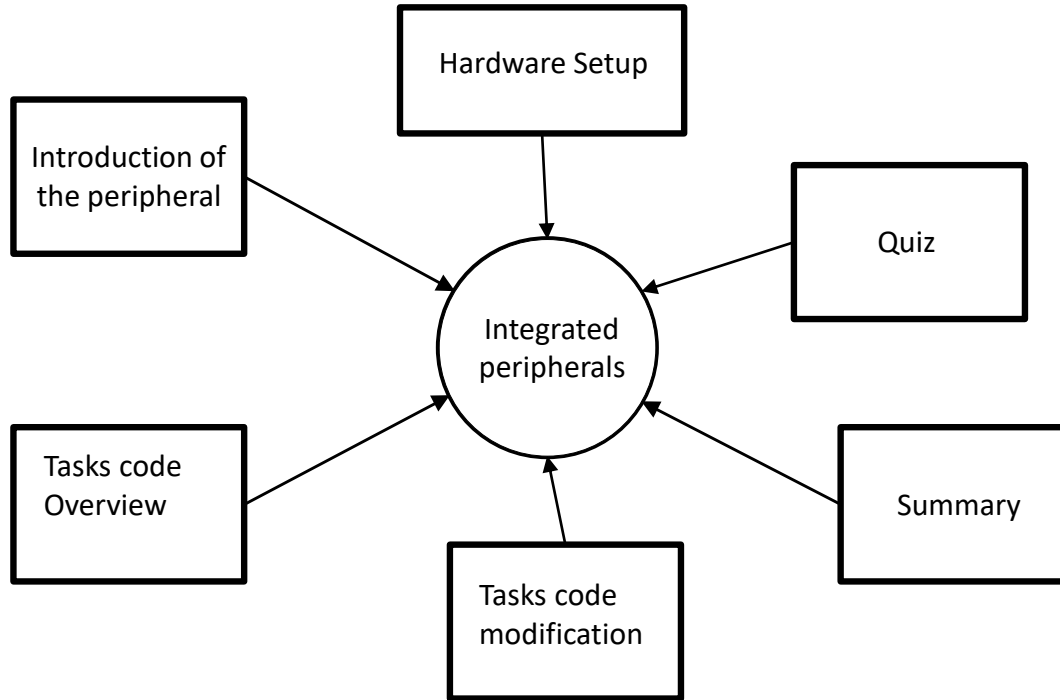 Hardware Setup
Introduction of
the peripheral
Quiz
Integrated
peripherals
Tasks code
Overview
Summary
Tasks code
modification